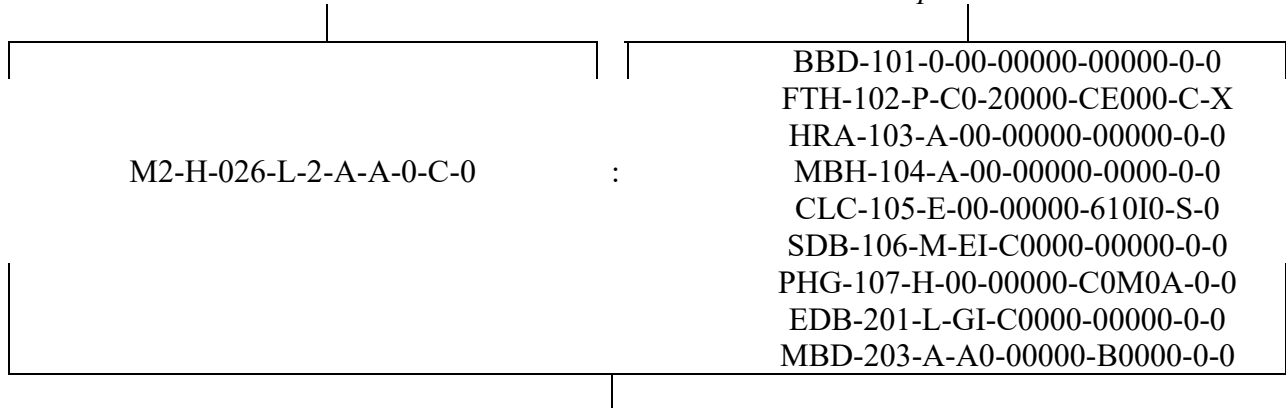 BBD-101-0-00-00000-00000-0-0
FTH-102-P-C0-20000-CE000-C-X
HRA-103-A-00-00000-00000-0-0
M2-H-026-L-2-A-A-0-C-0 : MBH-104-A-00-00000-0000-0-0
CLC-105-E-00-00000-610I0-S-0
SDB-106-M-EI-C0000-00000-0-0
PHG-107-H-00-00000-C0M0A-0-0
EDB-201-L-GI-C0000-00000-0-0
MBD-203-A-A0-00000-B0000-0-0